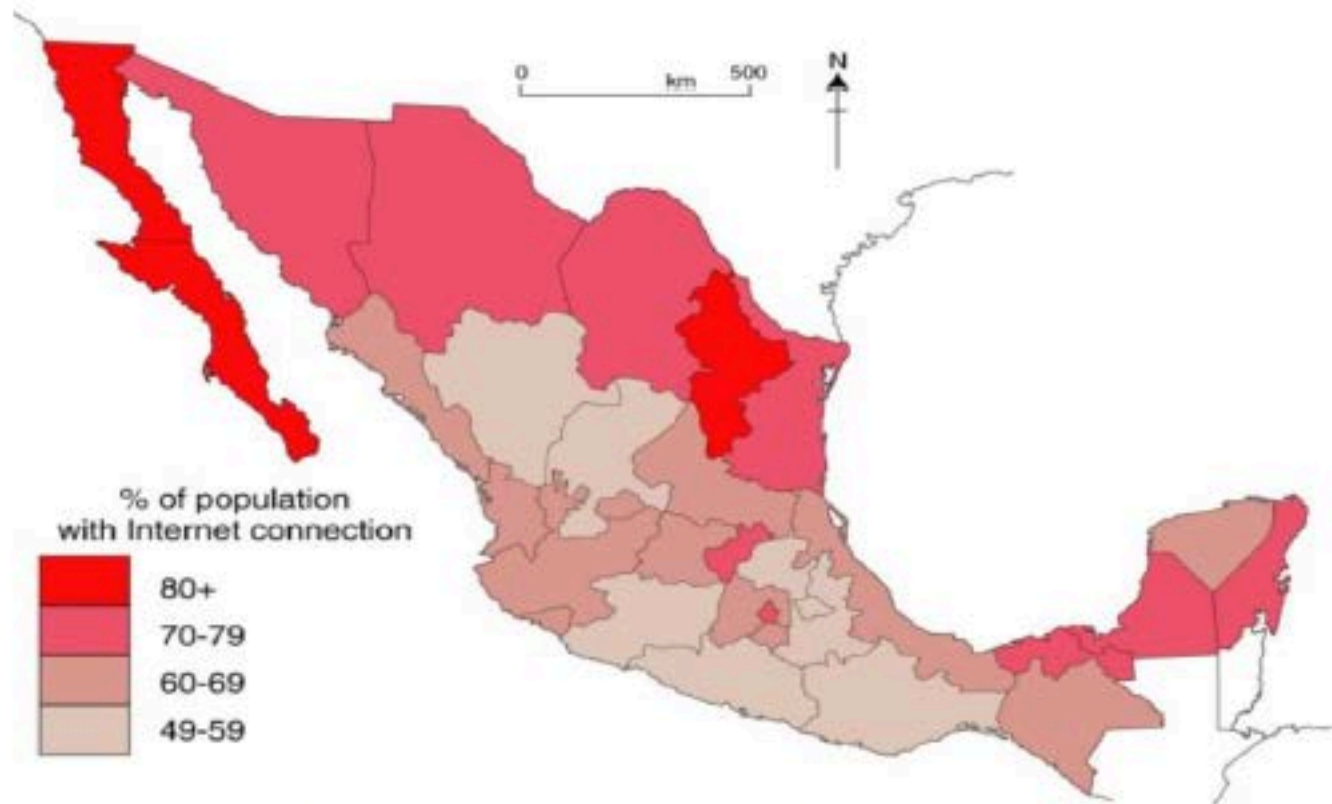 N
0 km 500
% of population
with Internet connection
80+
70-79
60-69
49-59